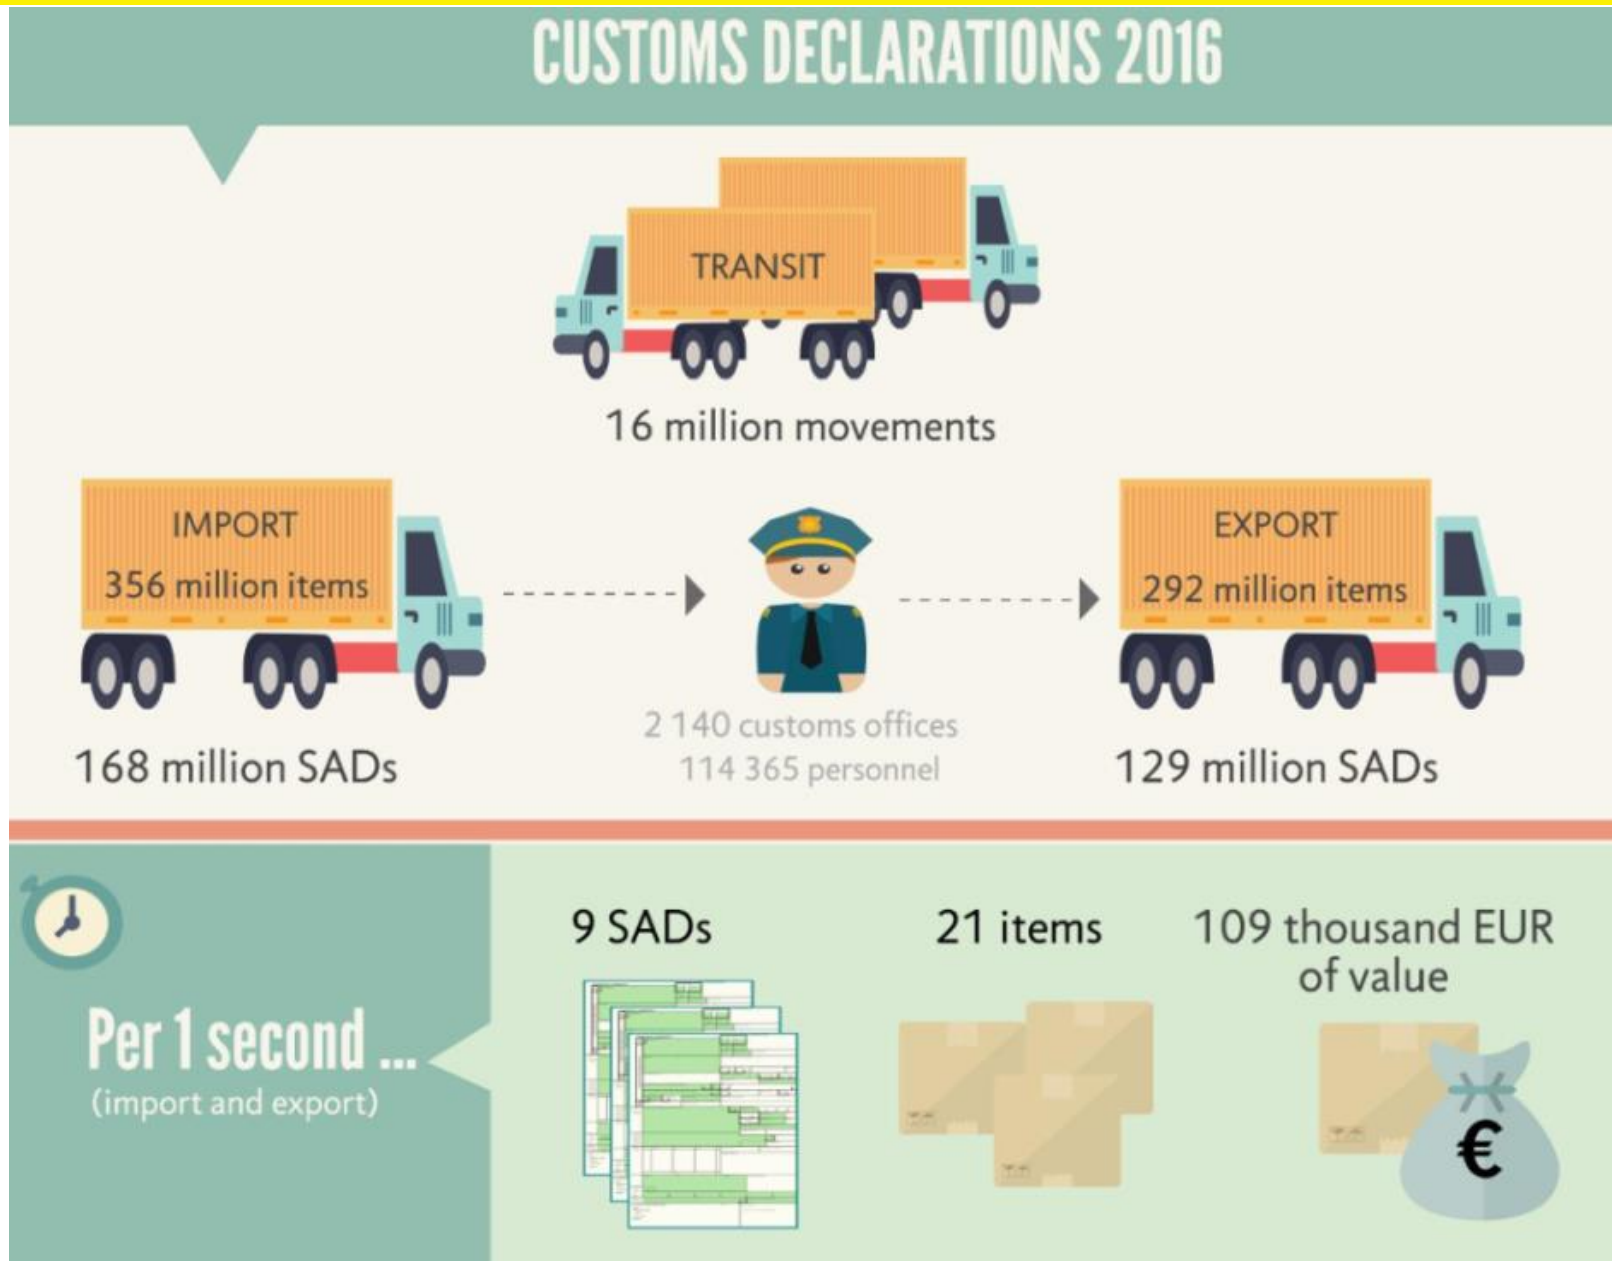 CUSTOMS DECLARATIONS 2016
TRANSIT
16 million movements
IMPORT
356 million items
168 million SADs
2 140 customs offices
114 365 personnel
EXPORT
292 million items
129 million SADs
Per 1 second ...
(import and export)
9 SADs
21 items
109 thousand EUR
of value
€